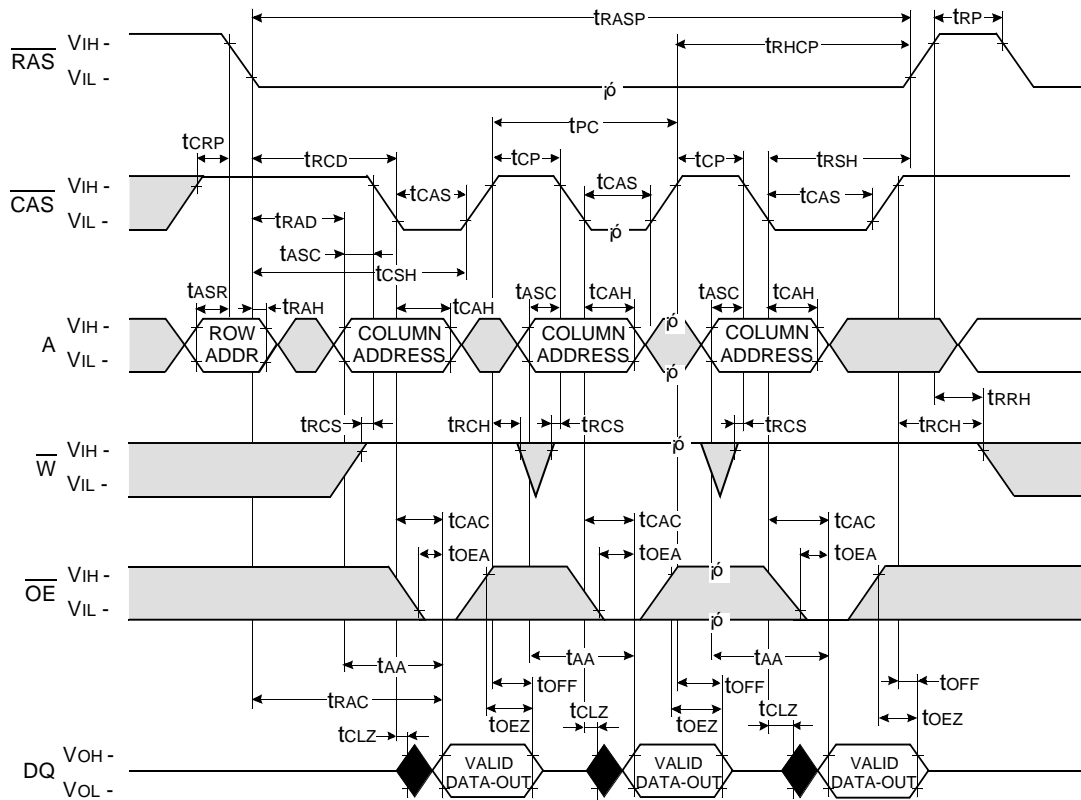 tRASP
tRP
tRHCP
RAS
VIH -
VIL -
¡ó
tPC
tCRP
tRCD
tCP
tCP
tRSH
CAS
VIH -
VIL -
tCAS
tCAS
tCAS
¡ó
tRAD
tASC
tCSH
tASR
tRAH
tCAH
tASC
tCAH
tASC
tCAH
A
VIH -
VIL -
ROW
ADDR
COLUMN
ADDRESS
COLUMN
ADDRESS
¡ó
¡ó
COLUMN
ADDRESS
tRRH
tRCS
tRCH
tRCS
tRCS
tRCH
W
VIH -
VIL -
¡ó
tCAC
tCAC
tCAC
tOEA
tOEA
tOEA
OE
VIH -
VIL -
¡ó
¡ó
tAA
tAA
tAA
tOFF
tOFF
tOFF
tRAC
tOEZ
tOEZ
tOEZ
tCLZ
tCLZ
tCLZ
DQ
VOH -
VOL -
VALID
DATA-OUT
VALID
DATA-OUT
VALID
DATA-OUT